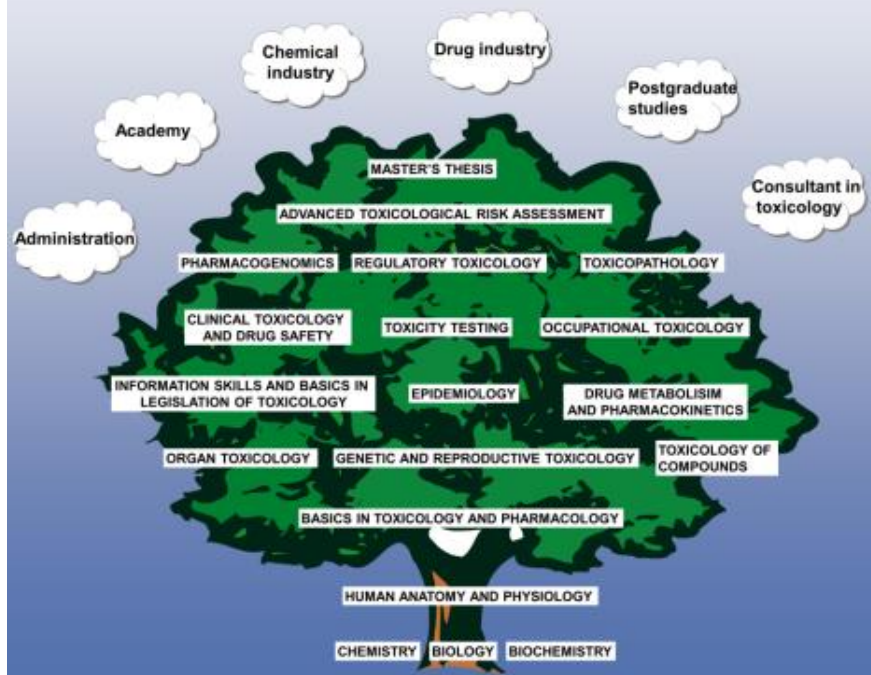 Chemical
industry
Drug industry
Postgraduate
studies
Academy
Consultant in
toxicology
Administration
MASTER'S THESIS
ADVANCED TOXICOLOGICAL RISK ASSESSMENT
PHARMACOGENOMICS
REGULATORY TOXICOLOGY
TOXICOPATHOLOGY
CLINICAL TOXICOLOGY
AND DRUG SAFETY
TOXICITY TESTING
OCCUPATIONAL TOXICOLOGY
INFORMATION SKILLS AND BASICS IN
LEGISLATION OF TOXICOLOGY
EPIDEMIOLOGY
DRUG METABOLISIM
AND PHARMACOKINETICS
ORGAN TOXICOLOGY
GENETIC AND REPRODUCTIVE TOXICOLOGY
TOXICOLOGY OF
COMPOUNDS
BASICS IN TOXICOLOGY AND PHARMACOLOGY
HUMAN ANATOMY AND PHYSIOLOGY
CHEMISTRY
BIOLOGY
BIOCHEMISTRY